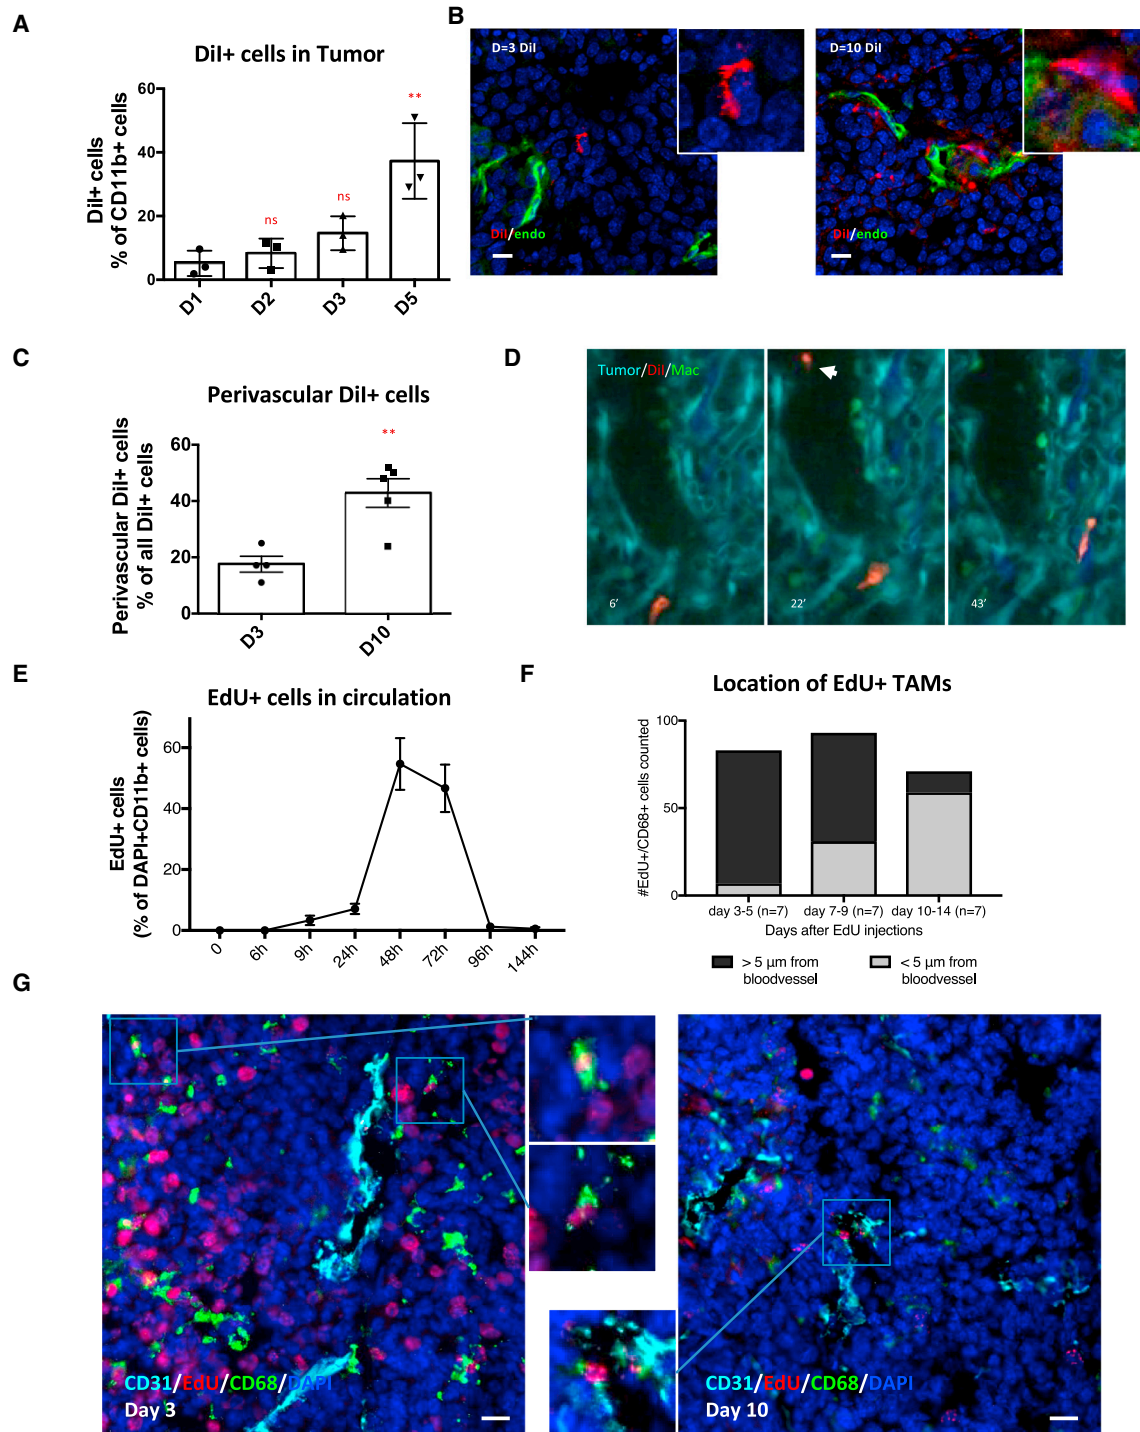 A
DiI+ cells in Tumor
DiI+ cells
% of CD11b+ cells
60
40
20
0
ns
ns
**
D1
D2
D3
D5
B
D=3 DiI
DiI/endo
D=10 DiI
DiI/endo
C
Perivascular DiI+ cells
Perivascular DiI+ cells
% of all DiI+ cells
60
40
20
0
**
D3
D10
D
Tumor/DiI/Mac
6'
22'
43'
E
EdU+ cells in circulation
EdU+ cells
(% of DAPI+CD11b+ cells)
60
40
20
0
0
6h
9h
24h
48h
72h
96h
144h
F
Location of EdU+ TAMs
#EdU+/CD68+ cells counted
100
50
0
day 3-5 (n=7)
day 7-9 (n=7)
day 10-14 (n=7)
Days after EdU injections
> 5 µm from
bloodvessel
< 5 µm from
bloodvessel
G
CD31/EdU/CD68/DAPI
Day 3
CD31/EdU/CD68/DAPI
Day 10